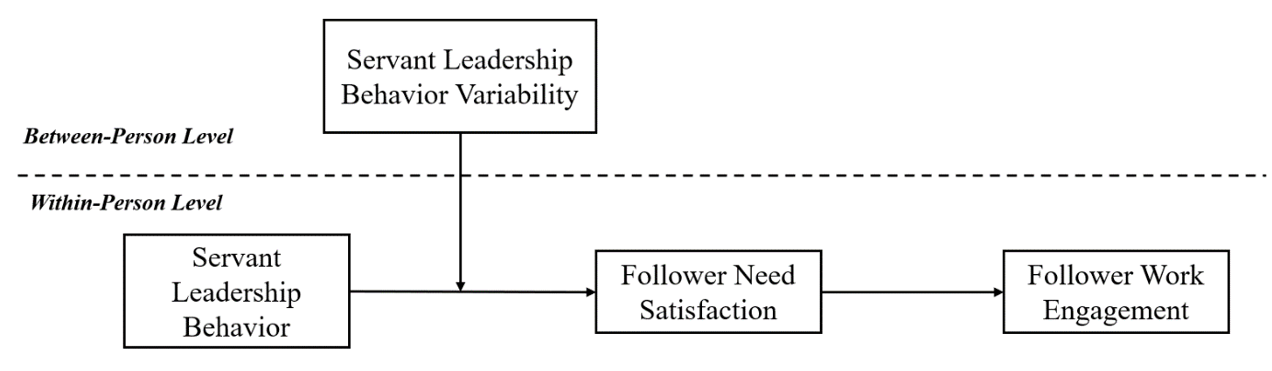 Servant Leadership
Behavior Variability
Between-Person Level
Within-Person Level
Servant
Leadership
Behavior
Follower Need
Satisfaction
Follower Work
Engagement